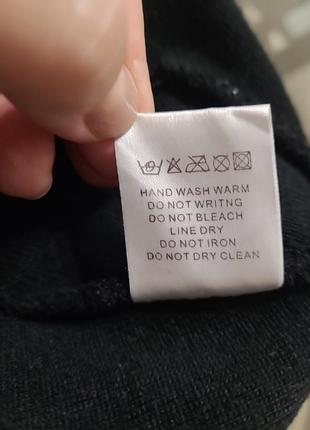 HAND WASH WARM
DO NOT WRITNG
DO NOT BLEACH
LINE DRY
DO NOT IRON
DO NOT DRY CLEAN